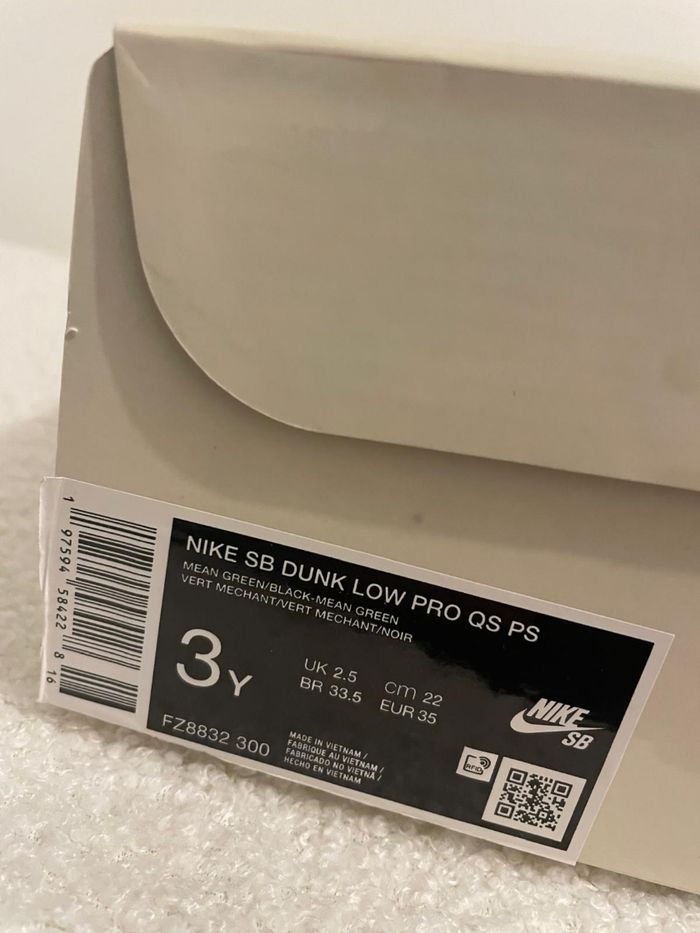 NIKE SB DUNK LOW PRO QS PS
MEAN GREEN/BLACK-MEAN GREEN
VERT MECHANT/VERT MECHANT/NOIR
3Y
UK 2.5 cm 22
BR 33.5 EUR 35
FZ8832 300
MADE IN VIETNAM /
FABRIQUE AU VIETNAM /
FABRICADO NO VIETNÃ /
HECHO EN VIETNAM
NIKE
SB
RFID
1 97594 58422 8 16